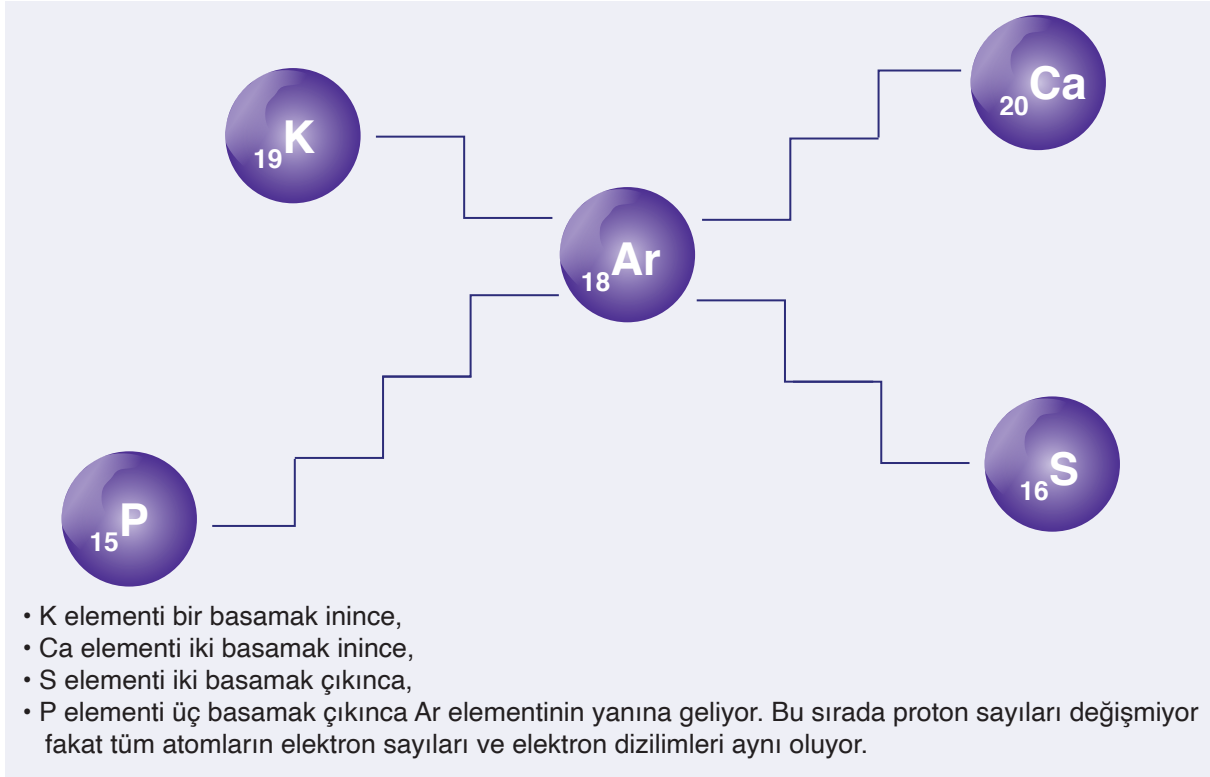 20Ca
19K
18Ar
16S
15P
• K elementi bir basamak inince,
• Ca elementi iki basamak inince,
• S elementi iki basamak çıkınca,
• P elementi üç basamak çıkınca Ar elementinin yanına geliyor. Bu sırada proton sayıları değişmiyor
fakat tüm atomların elektron sayıları ve elektron dizilimleri aynı oluyor.